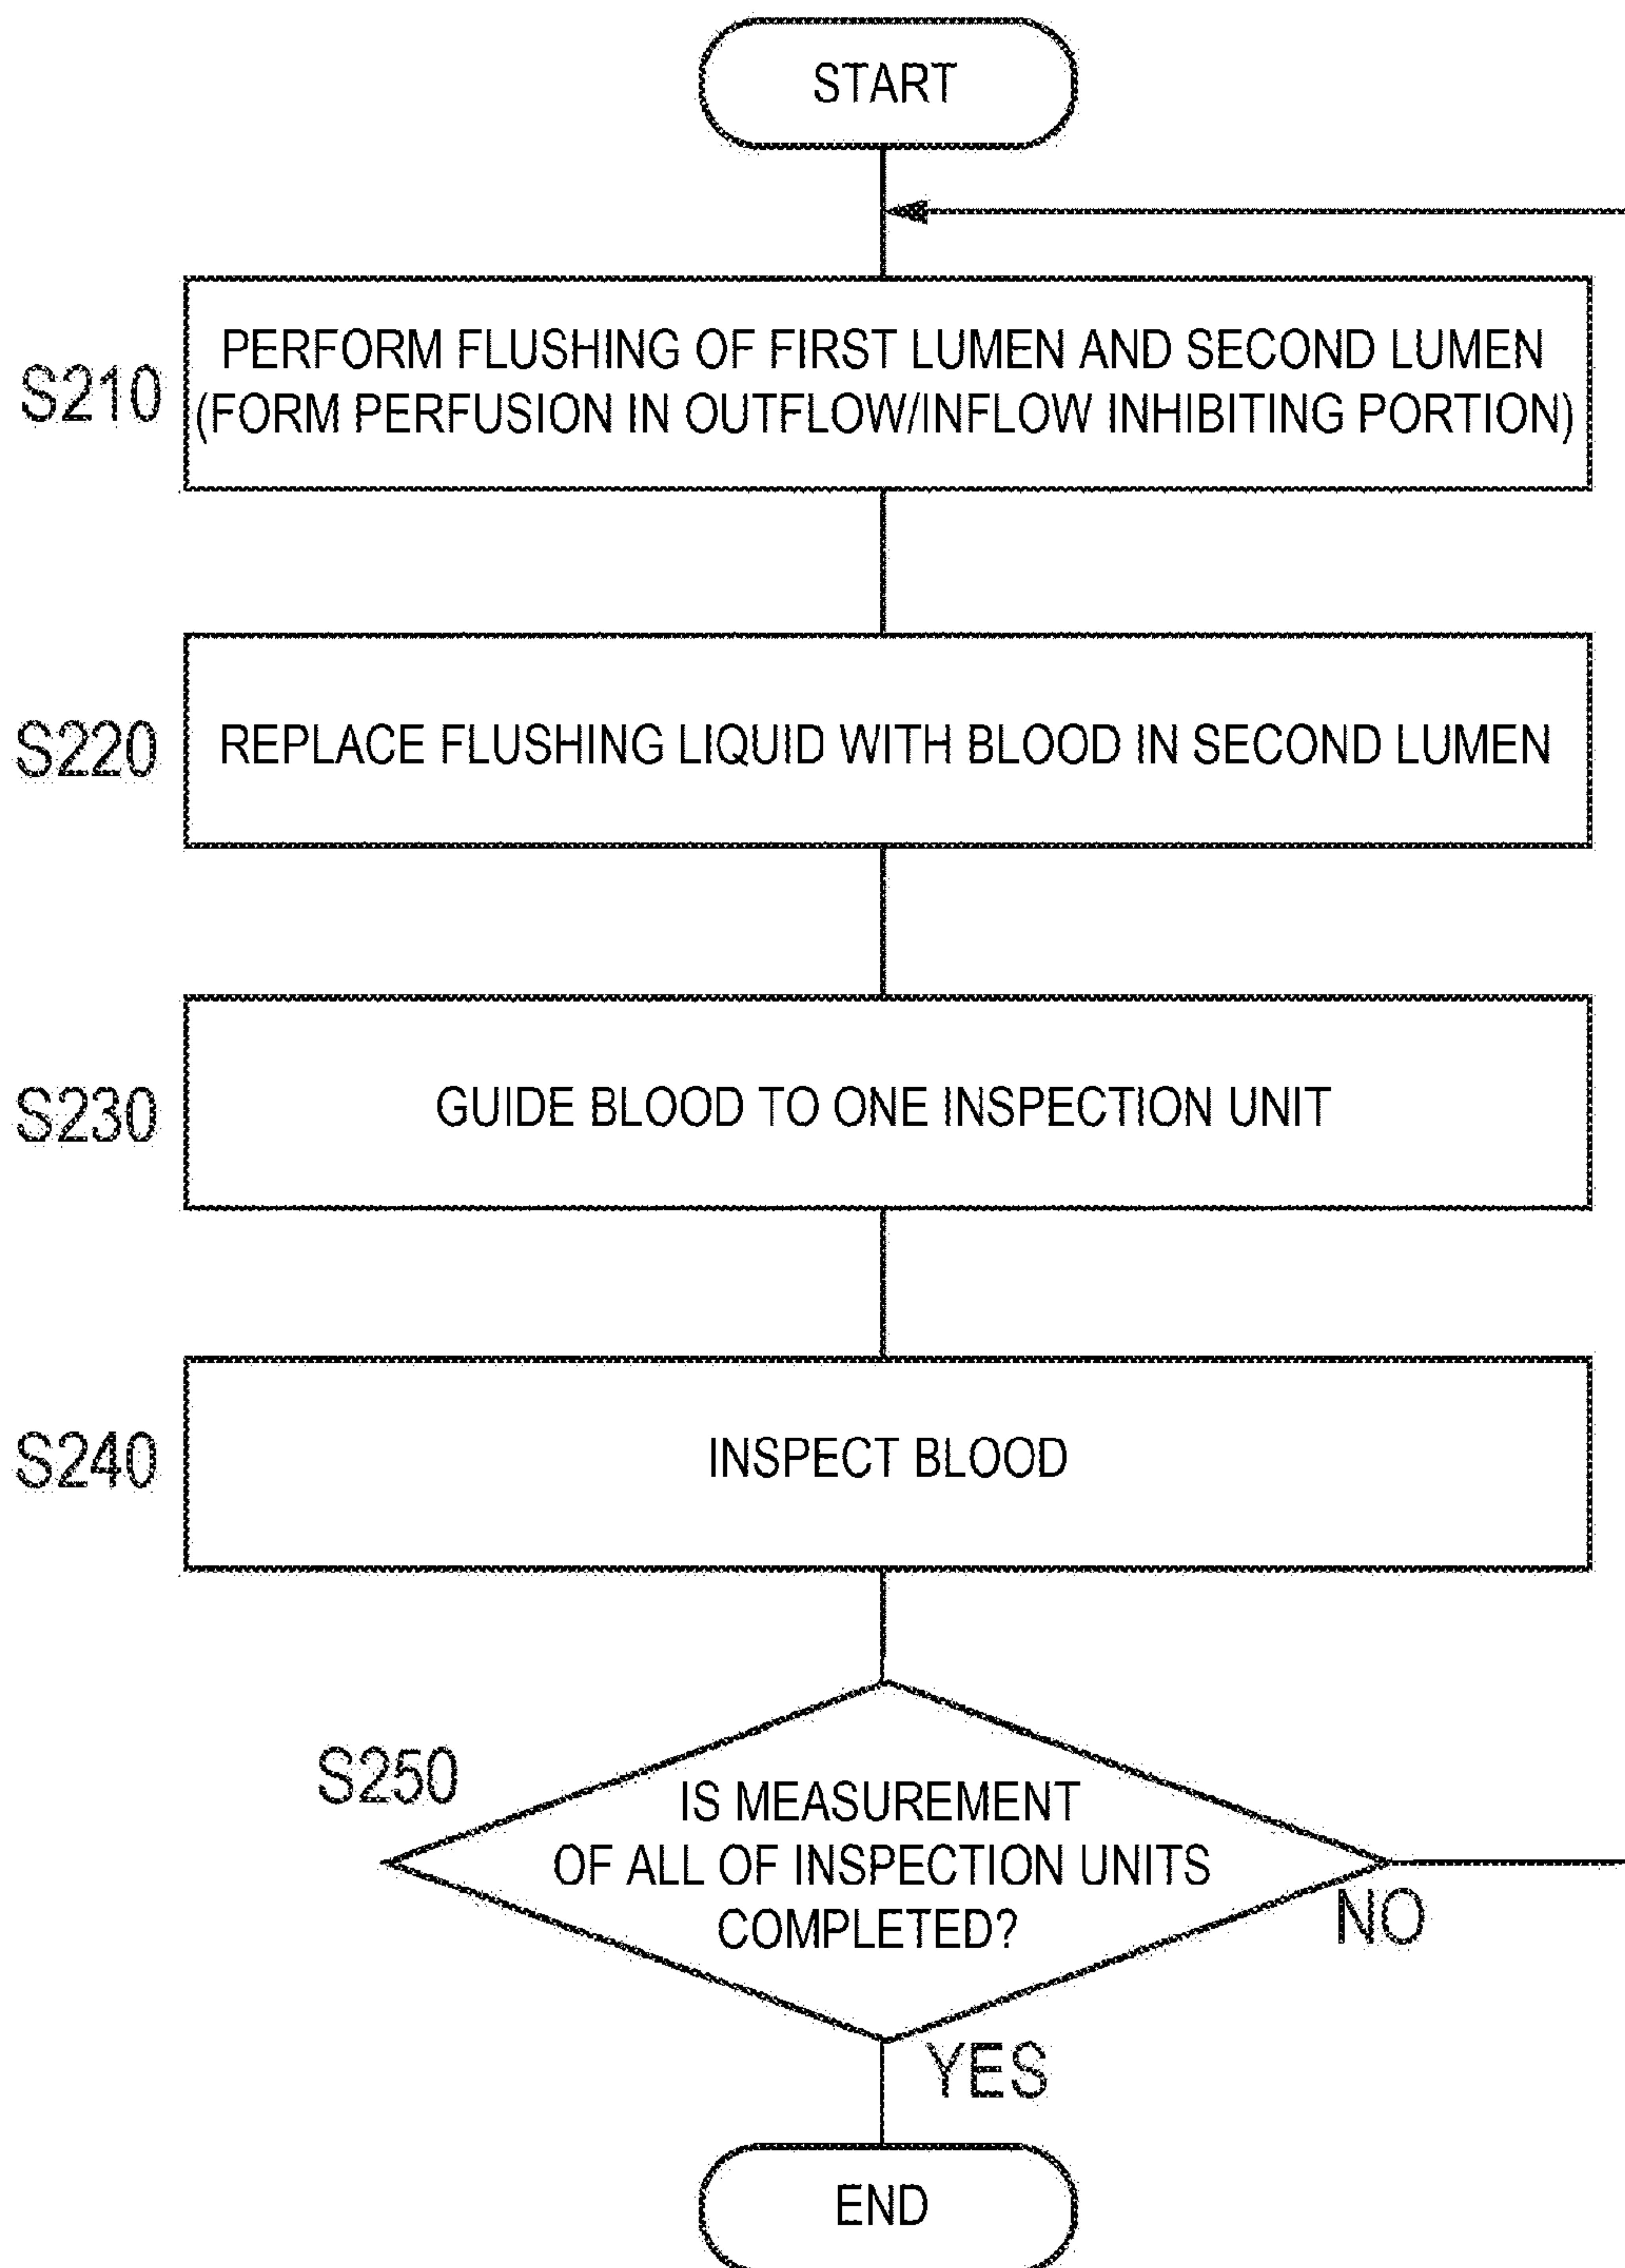 START
S210
PERFORM FLUSHING OF FIRST LUMEN AND SECOND LUMEN
(FORM PERFUSION IN OUTFLOW/INFLOW INHIBITING PORTION)
S220
REPLACE FLUSHING LIQUID WITH BLOOD IN SECOND LUMEN
S230
GUIDE BLOOD TO ONE INSPECTION UNIT
S240
INSPECT BLOOD
S250
IS MEASUREMENT
OF ALL OF INSPECTION UNITS
COMPLETED?
NO
YES
END